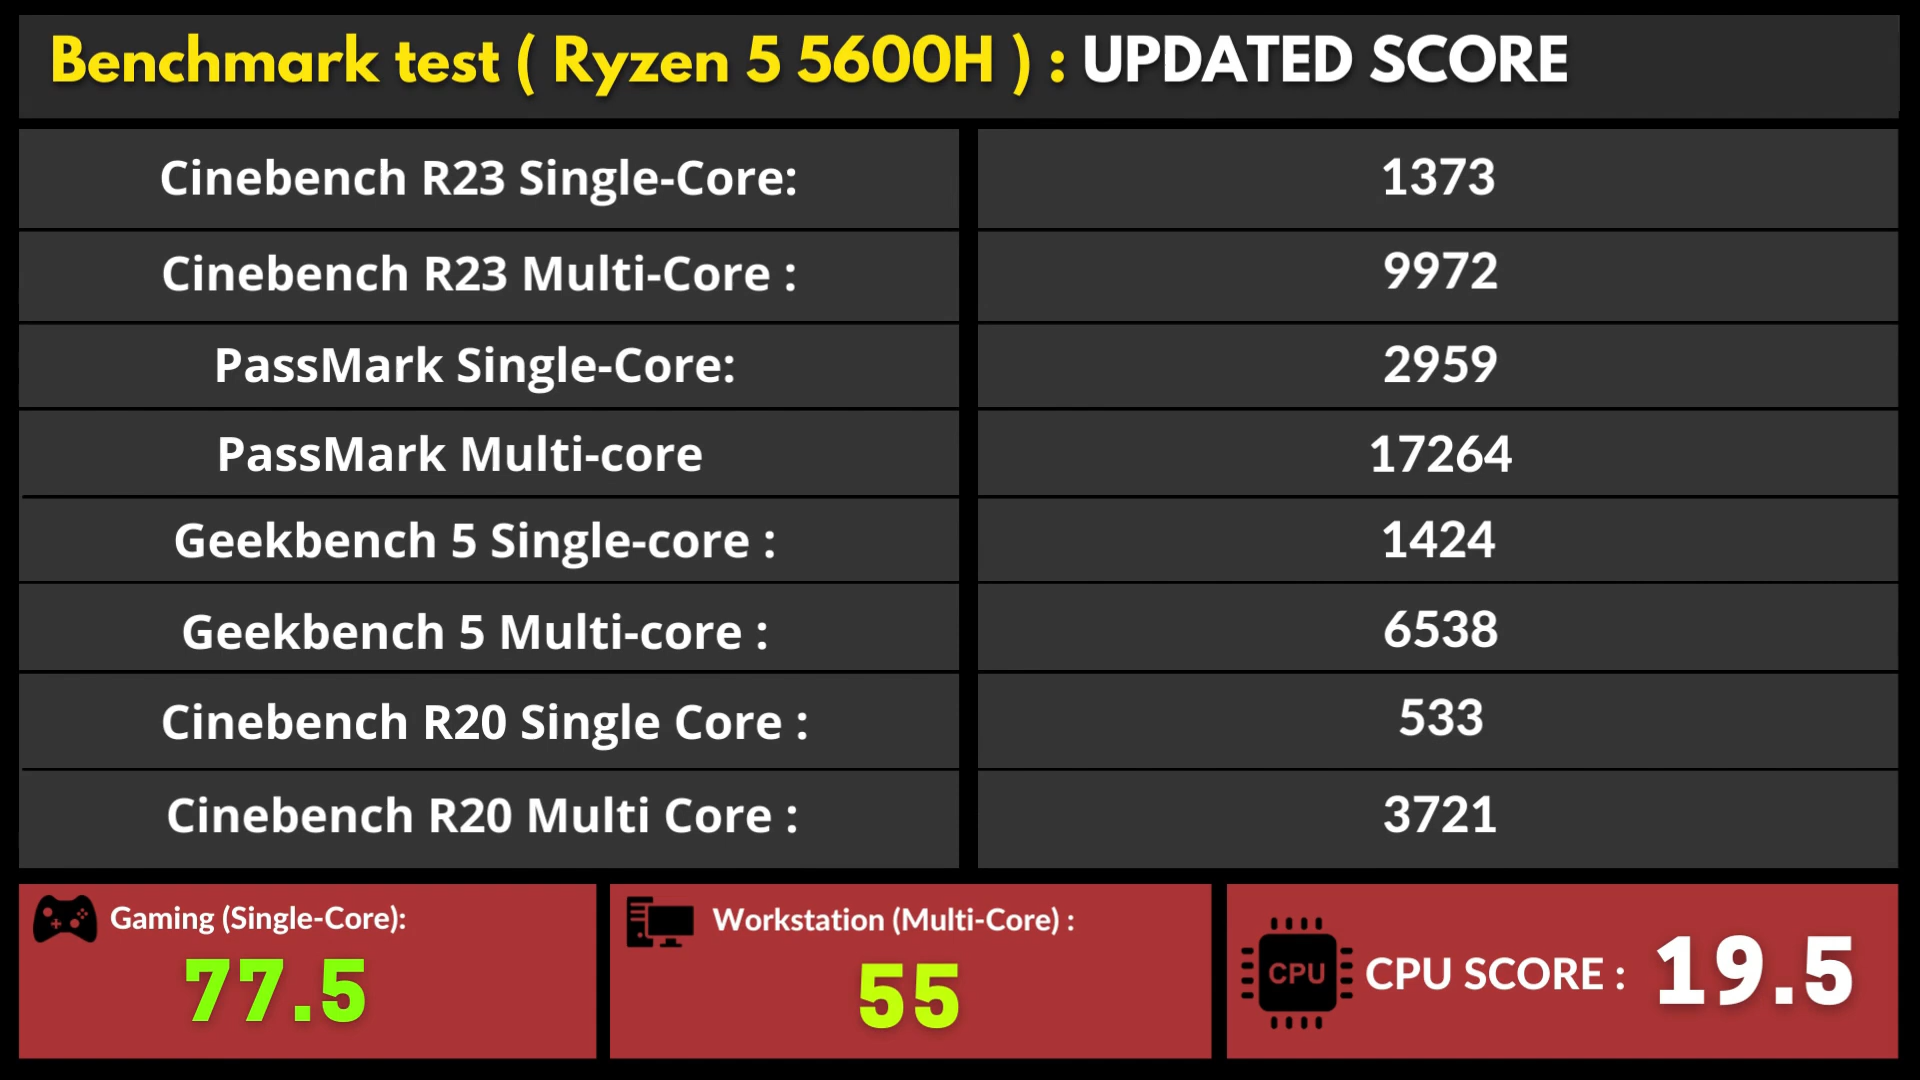 Benchmark test ( Ryzen 5 5600H ) : UPDATED SCORE
Cinebench R23 Single-Core: 1373
Cinebench R23 Multi-Core : 9972
PassMark Single-Core: 2959
PassMark Multi-core 17264
Geekbench 5 Single-core : 1424
Geekbench 5 Multi-core : 6538
Cinebench R20 Single Core : 533
Cinebench R20 Multi Core : 3721
Gaming (Single-Core):
77.5
Workstation (Multi-Core) :
55
CPU
CPU SCORE : 19.5